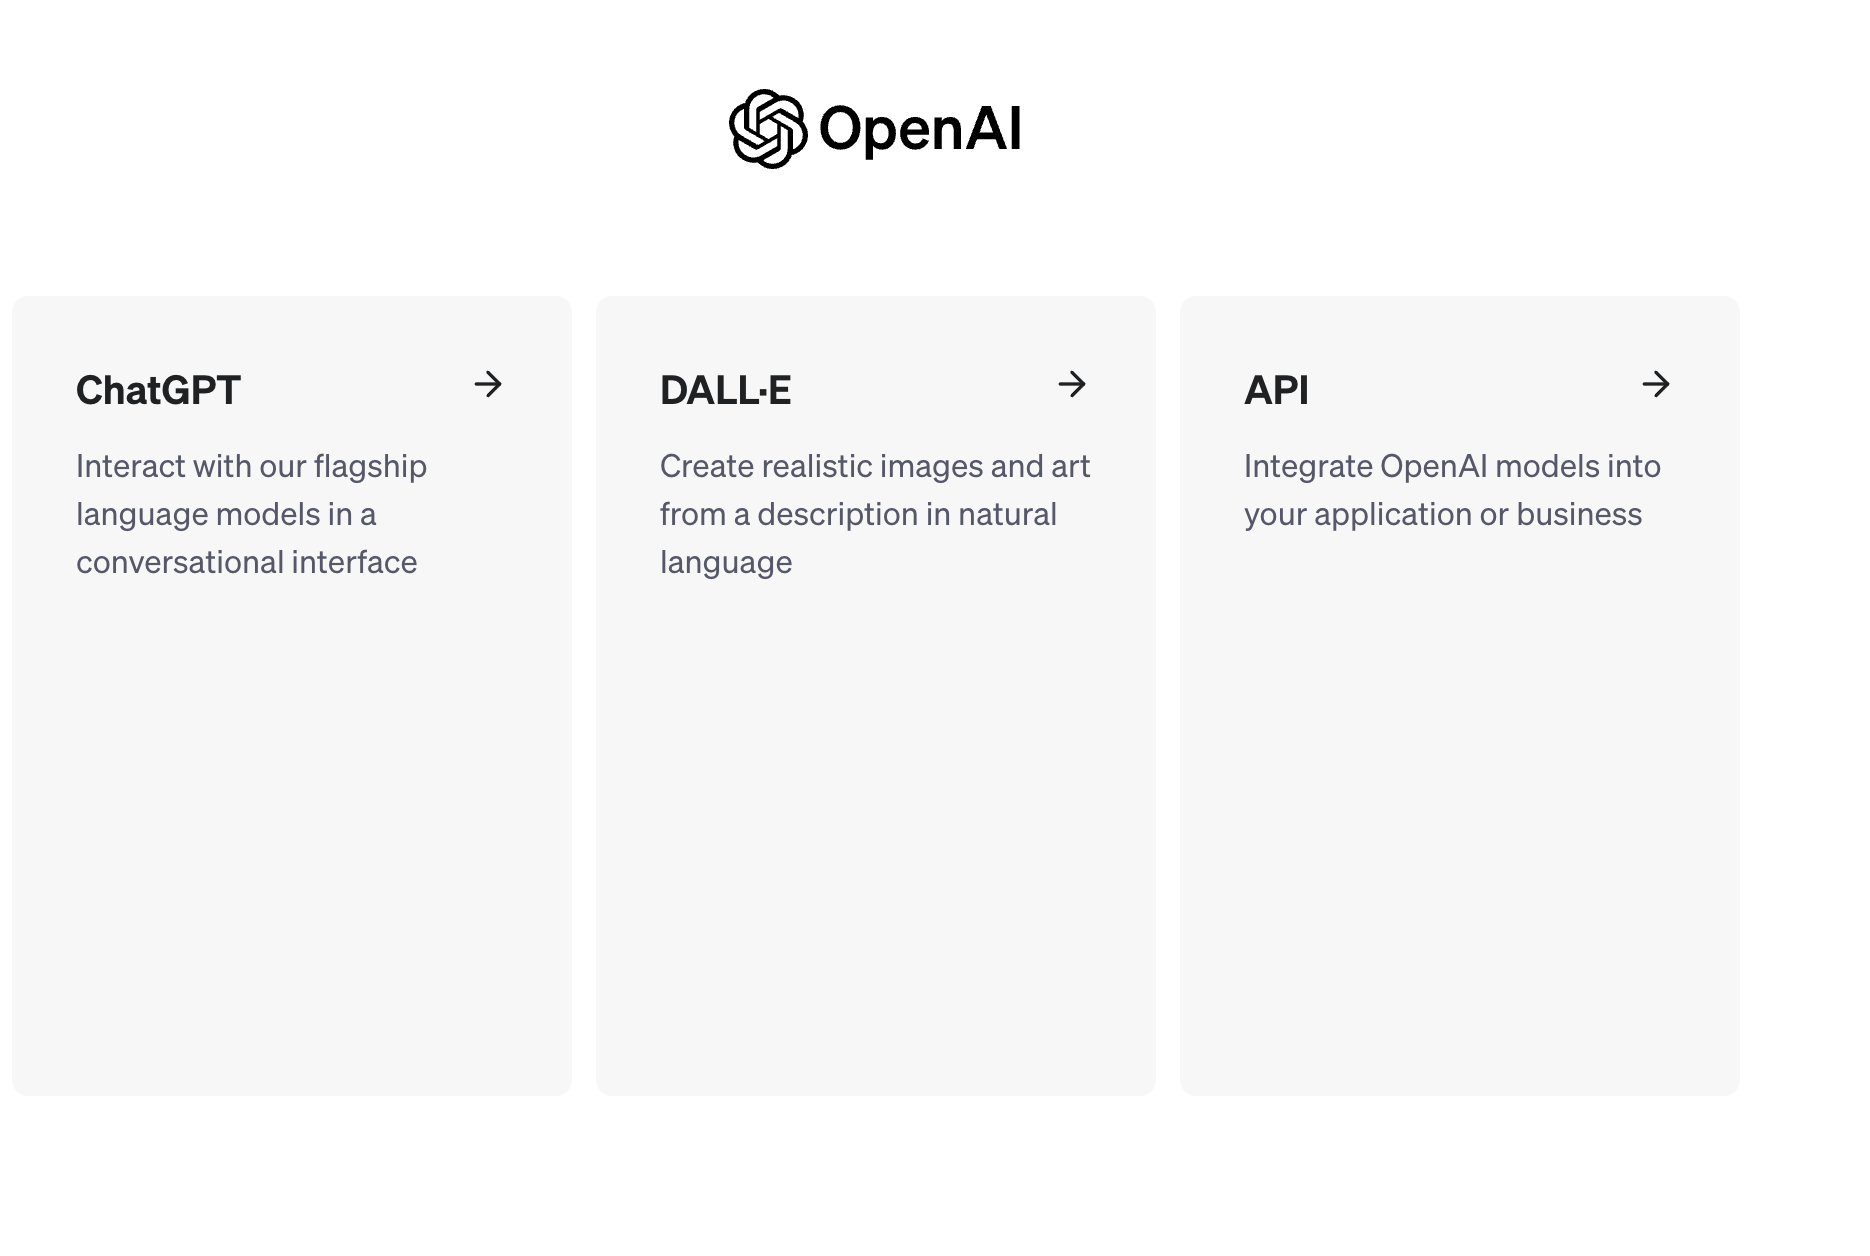 OpenAI
ChatGPT
Interact with our flagship
language models in a
conversational interface
DALL·E
Create realistic images and art
from a description in natural
language
API
Integrate OpenAI models into
your application or business